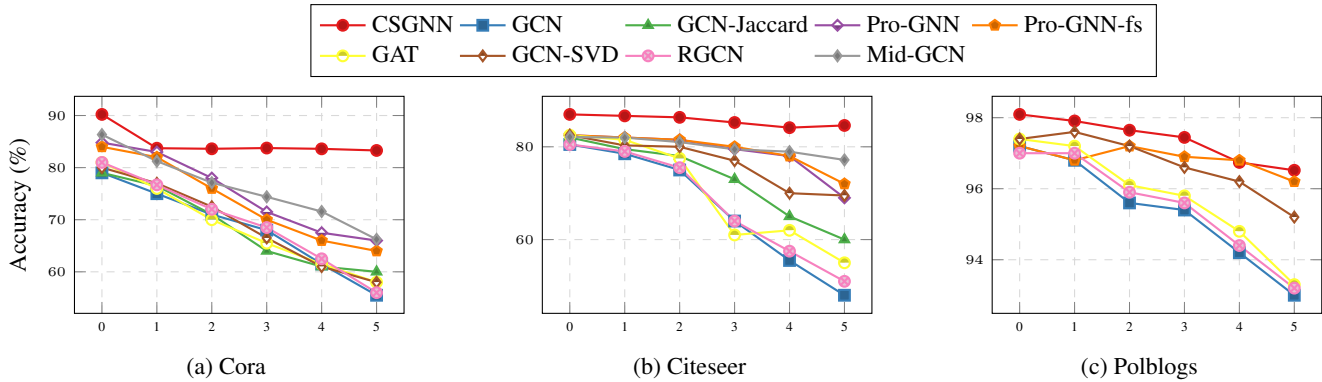 CSGNN GCN GCN-Jaccard Pro-GNN Pro-GNN-fs
GAT GCN-SVD RGCN Mid-GCN
Accuracy (%)
90
80
70
60
0 1 2 3 4 5
(a) Cora
80
60
0 1 2 3 4 5
(b) Citeseer
98
96
94
0 1 2 3 4 5
(c) Polblogs